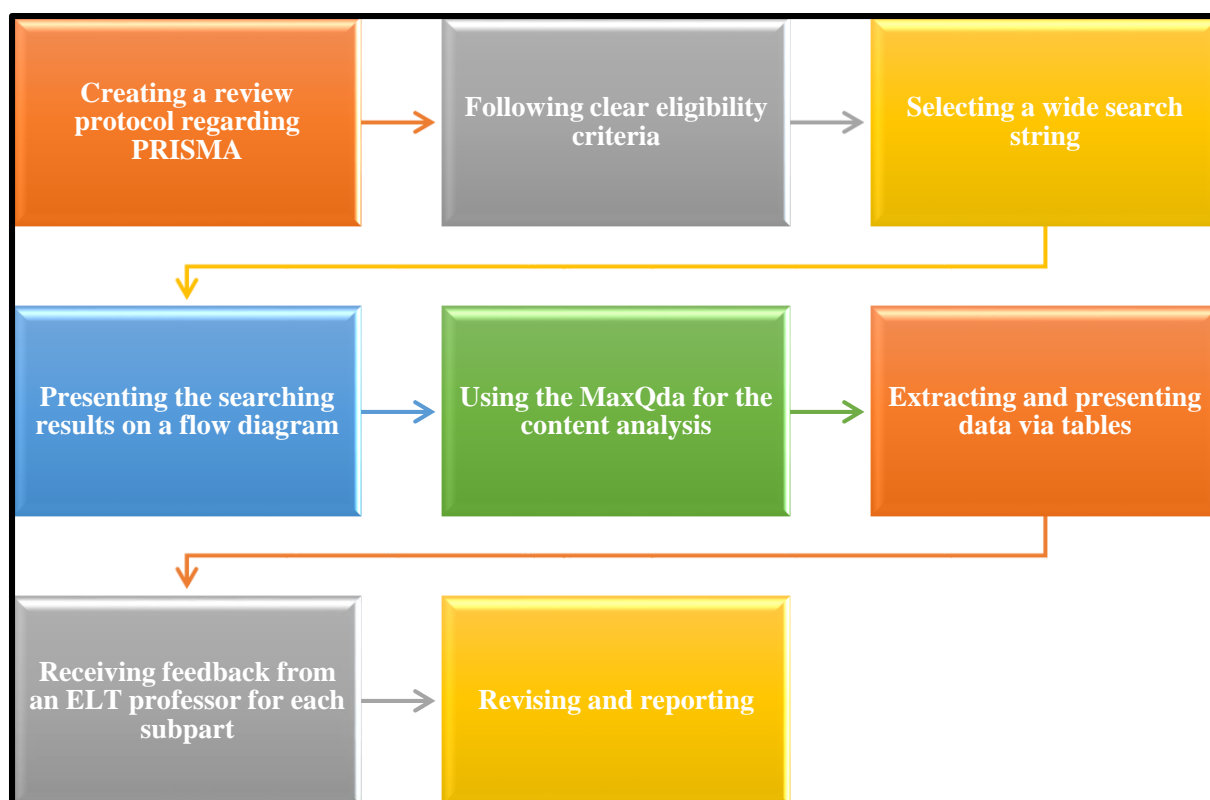 Creating a review
protocol regarding
PRISMA
Following clear eligibility
criteria
Selecting a wide search
string
Presenting the searching
results on a flow diagram
Using the MaxQda for the
content analysis
Extracting and presenting
data via tables
Receiving feedback from
an ELT professor for each
subpart
Revising and reporting